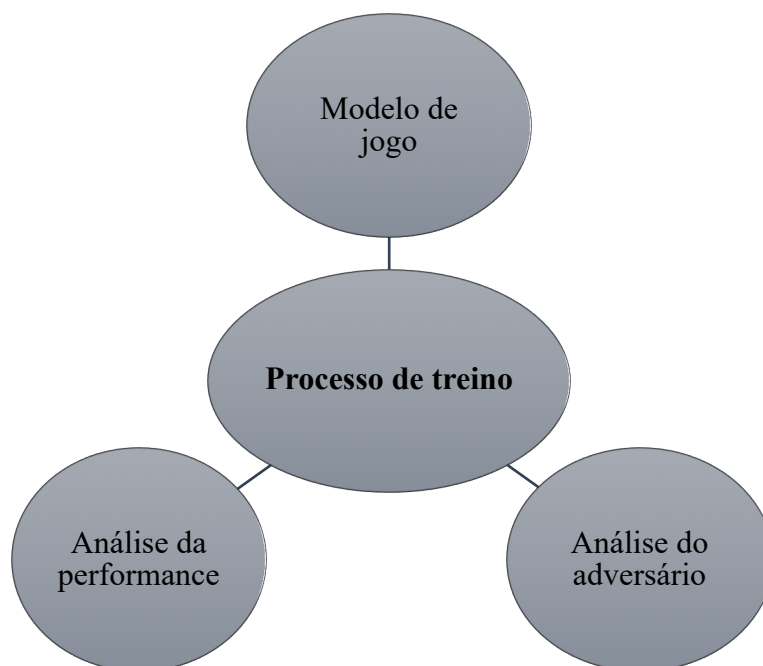 Modelo de
jogo
Processo de treino
Análise da
performance
Análise do
adversário